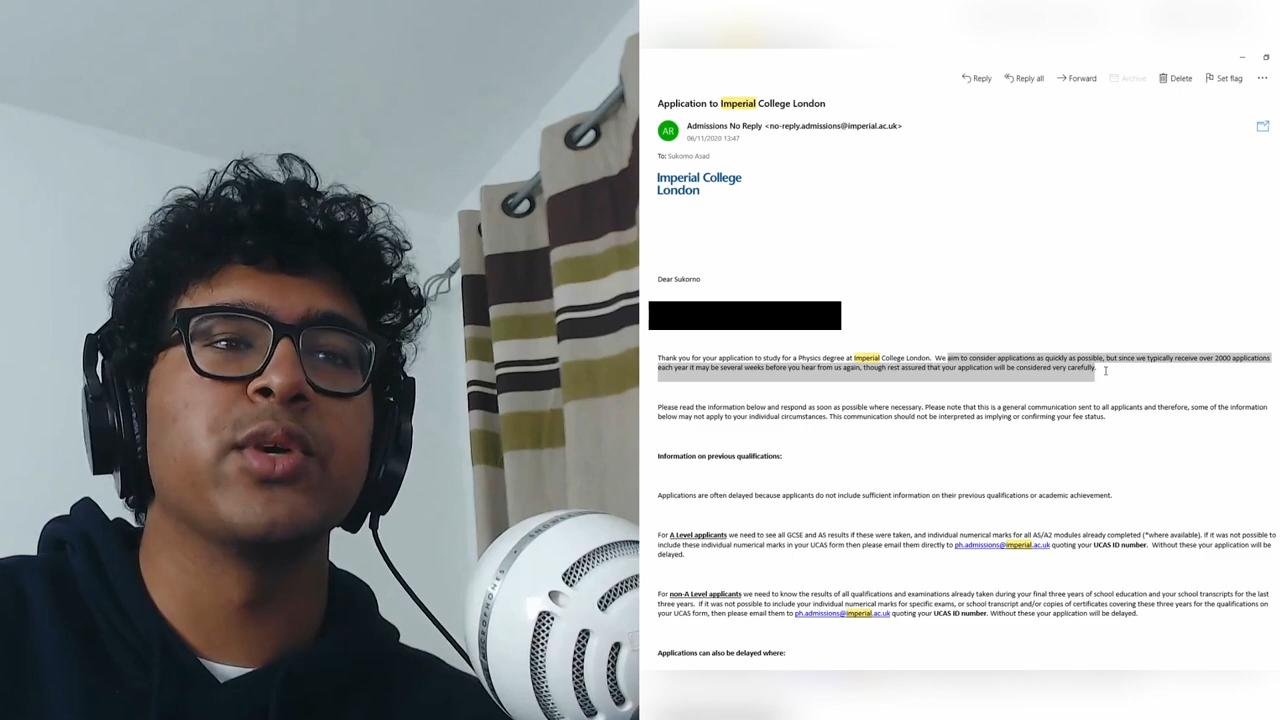 Reply
Reply all
Forward
Archive
Delete
Set flag
Application to Imperial College London
AR
Admissions No Reply <no-reply.admissions@imperial.ac.uk>
06/11/2020 13:47
To: Sukorno Asad
Imperial College
London
Dear Sukorno
Thank you for your application to study for a Physics degree at Imperial College London. We aim to consider applications as quickly as possible, but since we typically receive over 2000 applications
each year it may be several weeks before you hear from us again, though rest assured that your application will be considered very carefully.
Please read the information below and respond as soon as possible where necessary. Please note that this is a general communication sent to all applicants and therefore, some of the information
below may not apply to your individual circumstances. This communication should not be interpreted as implying or confirming your fee status.
Information on previous qualifications:
Applications are often delayed because applicants do not include sufficient information on their previous qualifications or academic achievement.
For A Level applicants we need to see all GCSE and AS results if these were taken, and individual numerical marks for all AS/A2 modules already completed (*where available). If it was not possible to
include these individual numerical marks in your UCAS form then please email them directly to ph.admissions@imperial.ac.uk quoting your UCAS ID number. Without these your application will be
delayed.
For non-A Level applicants we need to know the results of all qualifications and examinations already taken during your final three years of school education and your school transcripts for the last
three years. If it was not possible to include your individual numerical marks for specific exams, or school transcript and/or copies of certificates covering these three years for the qualifications on
your UCAS form, then please email them to ph.admissions@imperial.ac.uk quoting your UCAS ID number. Without these your application will be delayed.
Applications can also be delayed where: